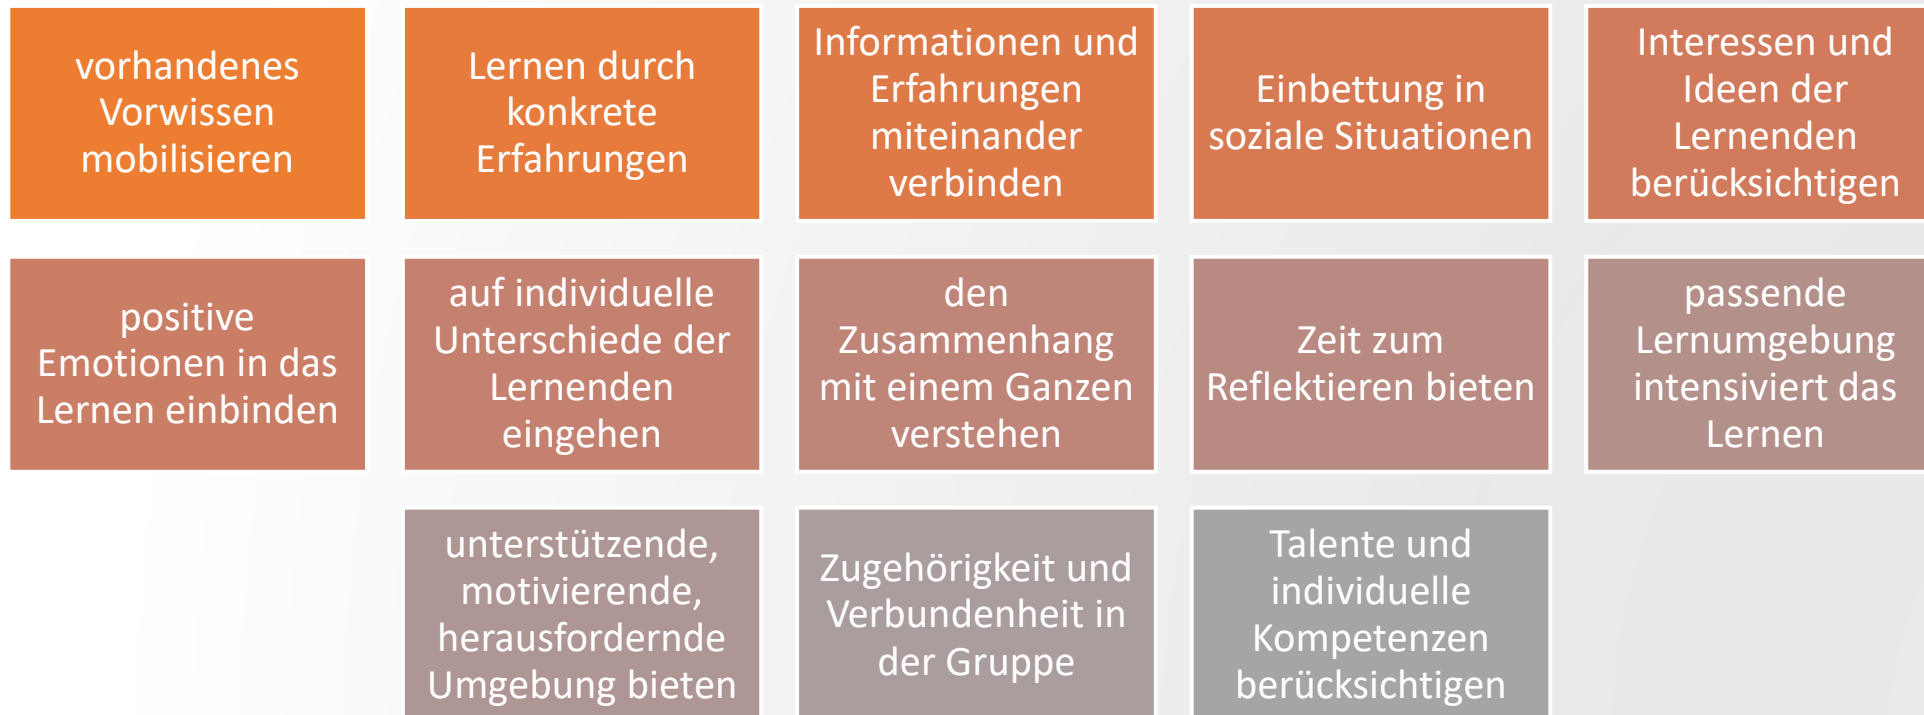 vorhandenes
Vorwissen
mobilisieren
Lernen durch
konkrete
Erfahrungen
Informationen und
Erfahrungen
miteinander
verbinden
Einbettung in
soziale Situationen
Interessen und
Ideen der
Lernenden
berücksichtigen
positive
Emotionen in das
Lernen einbinden
auf individuelle
Unterschiede der
Lernenden
eingehen
den
Zusammenhang
mit einem Ganzen
verstehen
Zeit zum
Reflektieren bieten
passende
Lernumgebung
intensiviert das
Lernen
unterstützende,
motivierende,
herausfordernde
Umgebung bieten
Zugehörigkeit und
Verbundenheit in
der Gruppe
Talente und
individuelle
Kompetenzen
berücksichtigen